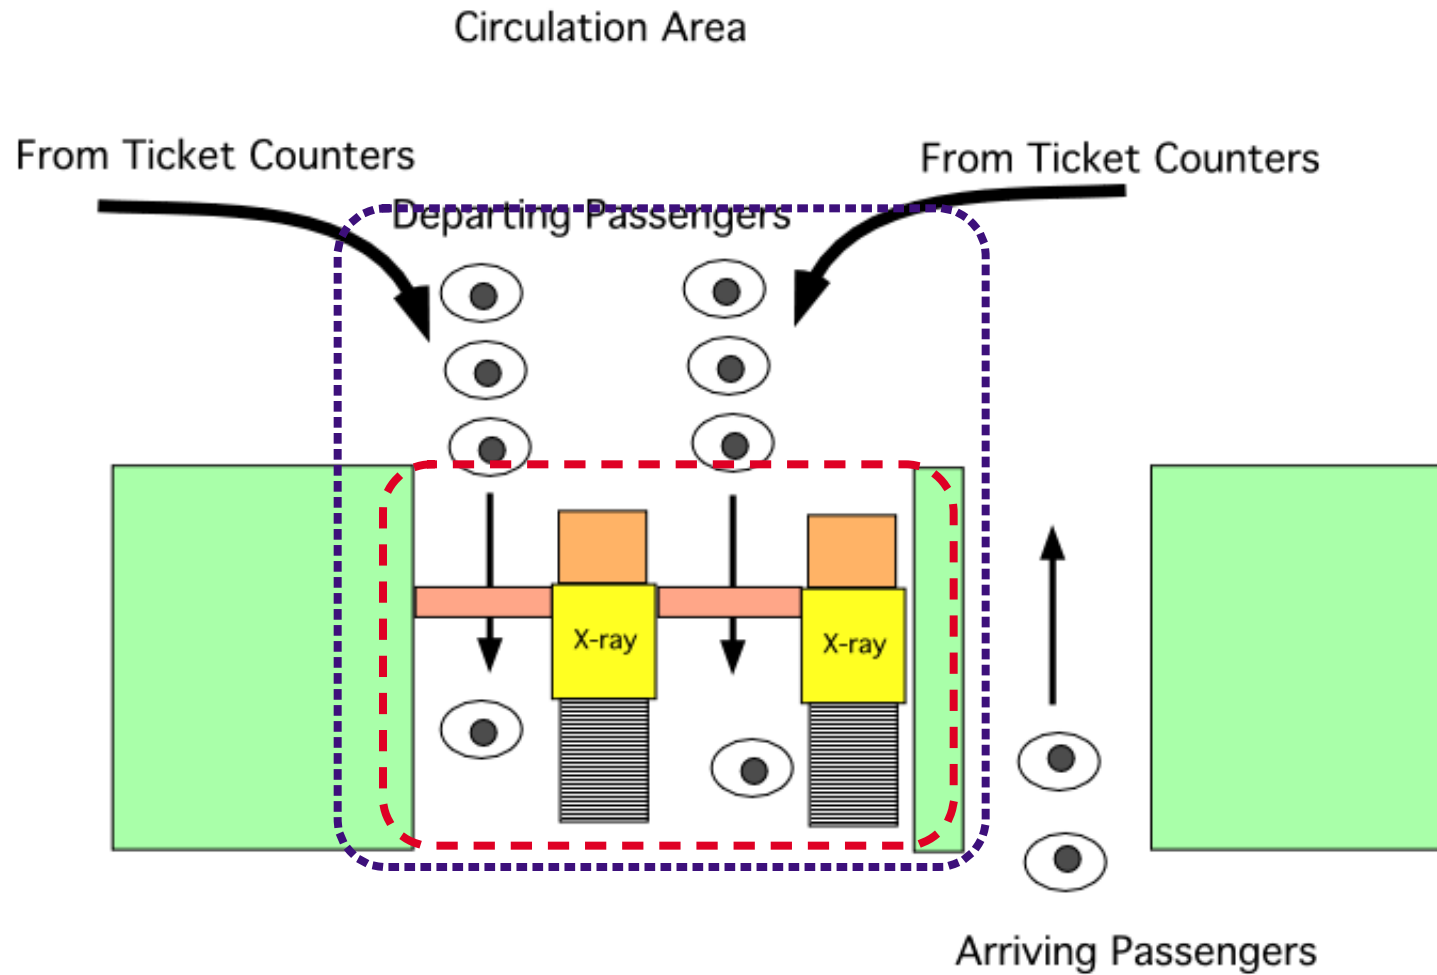 Circulation Area
From Ticket Counters
From Ticket Counters
Departing Passengers
X-ray
X-ray
Arriving Passengers